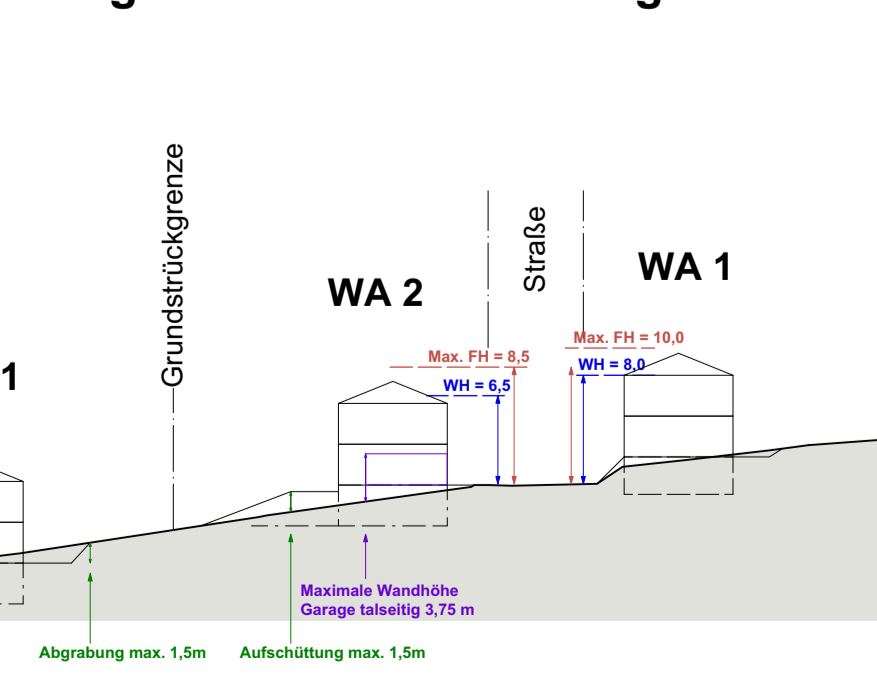 Grundstrückgrenze
Straße
WA 2
WA 1
1
Max. FH = 8,5
WH = 6,5
Max. FH = 10,0
WH = 8,0
Maximale Wandhöhe
Garage talseitig 3,75 m
Abgrabung max. 1,5m
Aufschüttung max. 1,5m